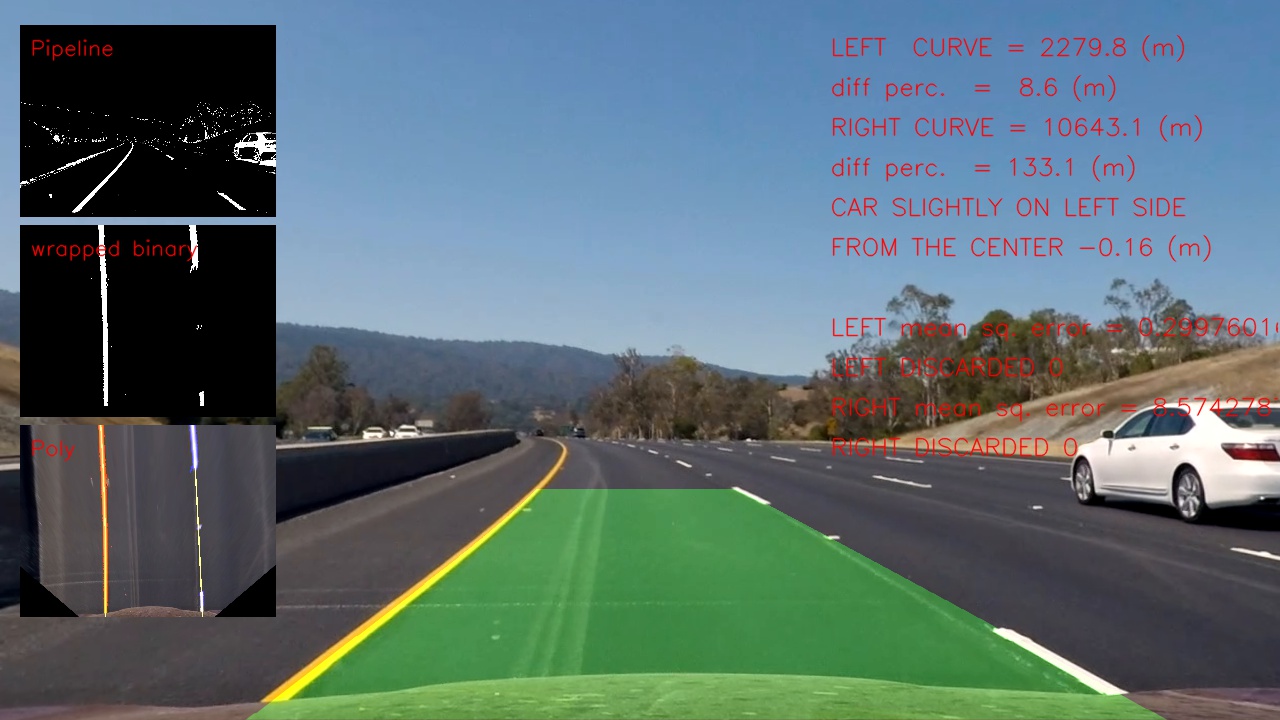 Pipeline
wrapped binary
Poly
LEFT CURVE = 2279.8 (m)
diff perc. = 8.6 (m)
RIGHT CURVE = 10643.1 (m)
diff perc. = 133.1 (m)
CAR SLIGHTLY ON LEFT SIDE
FROM THE CENTER -0.16 (m)
LEFT mean sq. error = 0.2997601
LEFT DISCARDED 0
RIGHT mean sq. error = 8.574278
RIGHT DISCARDED 0